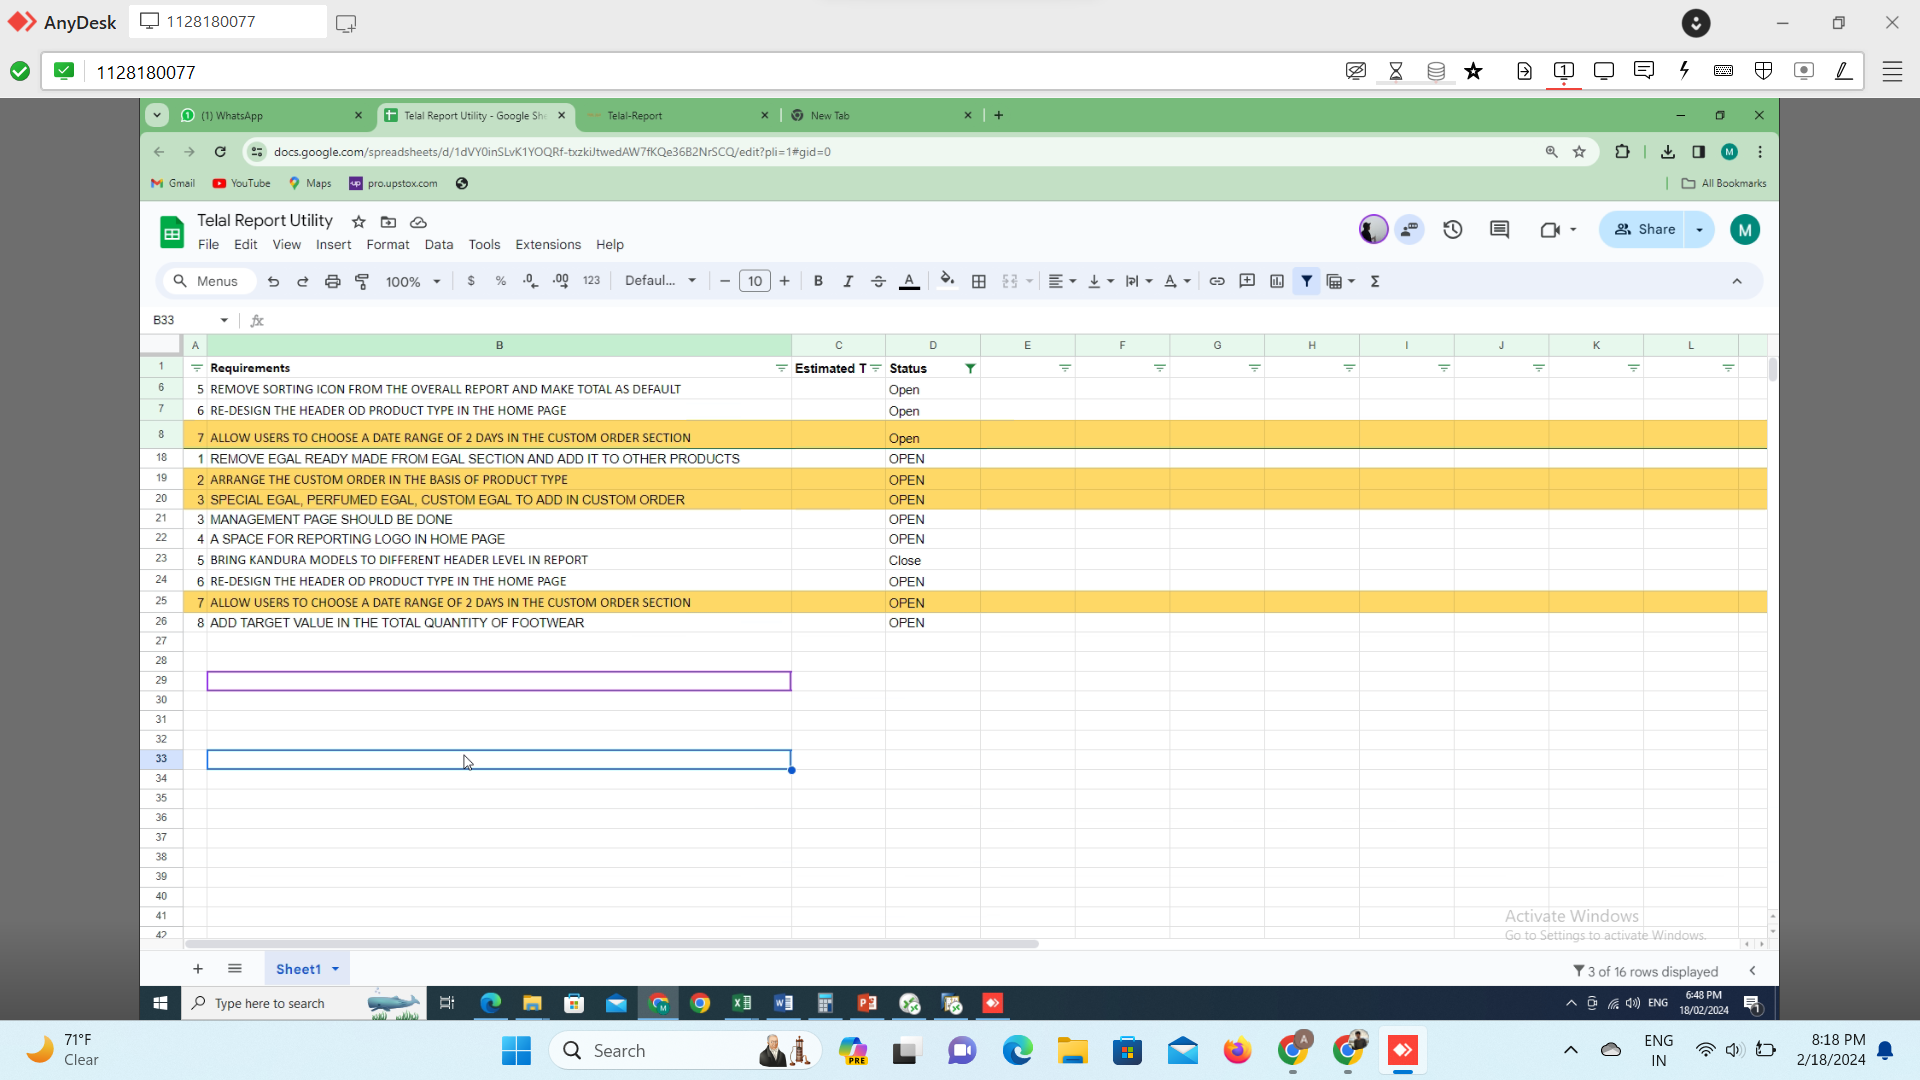 AnyDesk 1128180077
1128180077
(1) WhatsApp
Telal Report Utility - Google She
Telal-Report
New Tab
docs.google.com/spreadsheets/d/1dVY0inSLvK1YOQRf-txzkiJtwedAW7fKQe36B2NrSCQ/edit?pli=1#gid=0
Gmail YouTube Maps pro.upstox.com All Bookmarks
Telal Report Utility
File Edit View Insert Format Data Tools Extensions Help
Share M
Menus 100% $ % .0 .00 123 Defaul... 10 B I A
B33 fx
A B C D E F G H I J K L
1 Requirements Estimated T Status
6 5 REMOVE SORTING ICON FROM THE OVERALL REPORT AND MAKE TOTAL AS DEFAULT Open
7 6 RE-DESIGN THE HEADER OD PRODUCT TYPE IN THE HOME PAGE Open
8 7 ALLOW USERS TO CHOOSE A DATE RANGE OF 2 DAYS IN THE CUSTOM ORDER SECTION Open
18 1 REMOVE EGAL READY MADE FROM EGAL SECTION AND ADD IT TO OTHER PRODUCTS OPEN
19 2 ARRANGE THE CUSTOM ORDER IN THE BASIS OF PRODUCT TYPE OPEN
20 3 SPECIAL EGAL, PERFUMED EGAL, CUSTOM EGAL TO ADD IN CUSTOM ORDER OPEN
21 3 MANAGEMENT PAGE SHOULD BE DONE OPEN
22 4 A SPACE FOR REPORTING LOGO IN HOME PAGE OPEN
23 5 BRING KANDURA MODELS TO DIFFERENT HEADER LEVEL IN REPORT Close
24 6 RE-DESIGN THE HEADER OD PRODUCT TYPE IN THE HOME PAGE OPEN
25 7 ALLOW USERS TO CHOOSE A DATE RANGE OF 2 DAYS IN THE CUSTOM ORDER SECTION OPEN
26 8 ADD TARGET VALUE IN THE TOTAL QUANTITY OF FOOTWEAR OPEN
27
28
29
30
31
32
33
34
35
36
37
38
39
40
41
42
Activate Windows
Go to Settings to activate Windows.
Sheet1
3 of 16 rows displayed
Type here to search
ENG
6:48 PM
18/02/2024
71°F
Clear
Search
PRE
ENG
IN
8:18 PM
2/18/2024